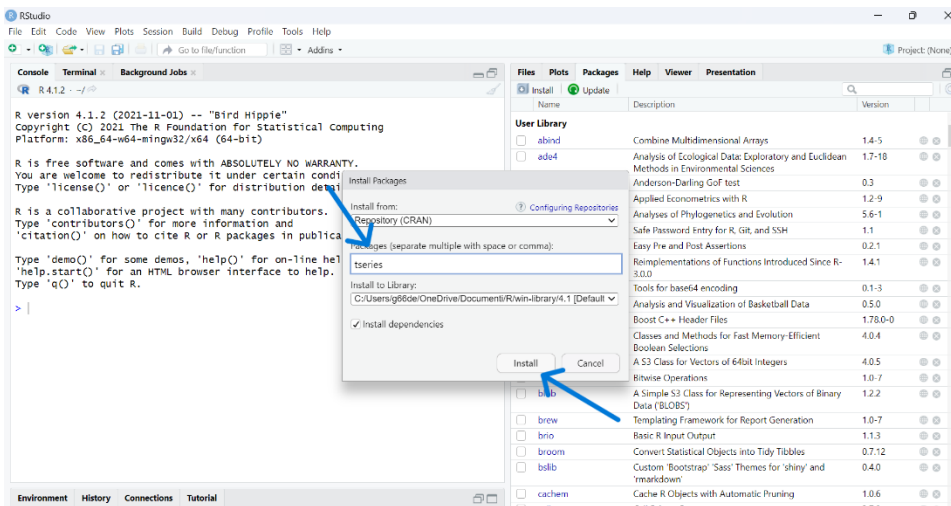 RStudio
File Edit Code View Plots Session Build Debug Profile Tools Help
Go to file/function Addins Project: (None)
Console Terminal Background Jobs
R 4.1.2 · ~/
R version 4.1.2 (2021-11-01) -- "Bird Hippie"
Copyright (C) 2021 The R Foundation for Statistical Computing
Platform: x86_64-w64-mingw32/x64 (64-bit)
R is free software and comes with ABSOLUTELY NO WARRANTY.
You are welcome to redistribute it under certain condi
Type 'license()' or 'licence()' for distribution detai
R is a collaborative project with many contributors.
Type 'contributors()' for more information and
'citation()' on how to cite R or R packages in publica
Type 'demo()' for some demos, 'help()' for on-line hel
'help.start()' for an HTML browser interface to help.
Type 'q()' to quit R.
>
Environment History Connections Tutorial
Install Packages
Install from: Configuring Repositories
Repository (CRAN)
Packages (separate multiple with space or comma):
tseries
Install to Library:
C:/Users/g66de/OneDrive/Documenti/R/win-library/4.1 [Default
Install dependencies
Install Cancel
Files Plots Packages Help Viewer Presentation
Install Update
Name Description Version
User Library
abind Combine Multidimensional Arrays 1.4-5
ade4 Analysis of Ecological Data: Exploratory and Euclidean 1.7-18
Methods in Environmental Sciences
Anderson-Darling GoF test 0.3
Applied Econometrics with R 1.2-9
Analyses of Phylogenetics and Evolution 5.6-1
Safe Password Entry for R, Git, and SSH 1.1
Easy Pre and Post Assertions 0.2.1
Reimplementations of Functions Introduced Since R- 1.4.1
3.0.0
Tools for base64 encoding 0.1-3
Analysis and Visualization of Basketball Data 0.5.0
Boost C++ Header Files 1.78.0-0
Classes and Methods for Fast Memory-Efficient 4.0.4
Boolean Selections
A S3 Class for Vectors of 64bit Integers 4.0.5
Bitwise Operations 1.0-7
A Simple S3 Class for Representing Vectors of Binary 1.2.2
Data ('BLOBS')
brew Templating Framework for Report Generation 1.0-7
brio Basic R Input Output 1.1.3
broom Convert Statistical Objects into Tidy Tibbles 0.7.12
bslib Custom 'Bootstrap' 'Sass' Themes for 'shiny' and 0.4.0
'rmarkdown'
cachem Cache R Objects with Automatic Pruning 1.0.6